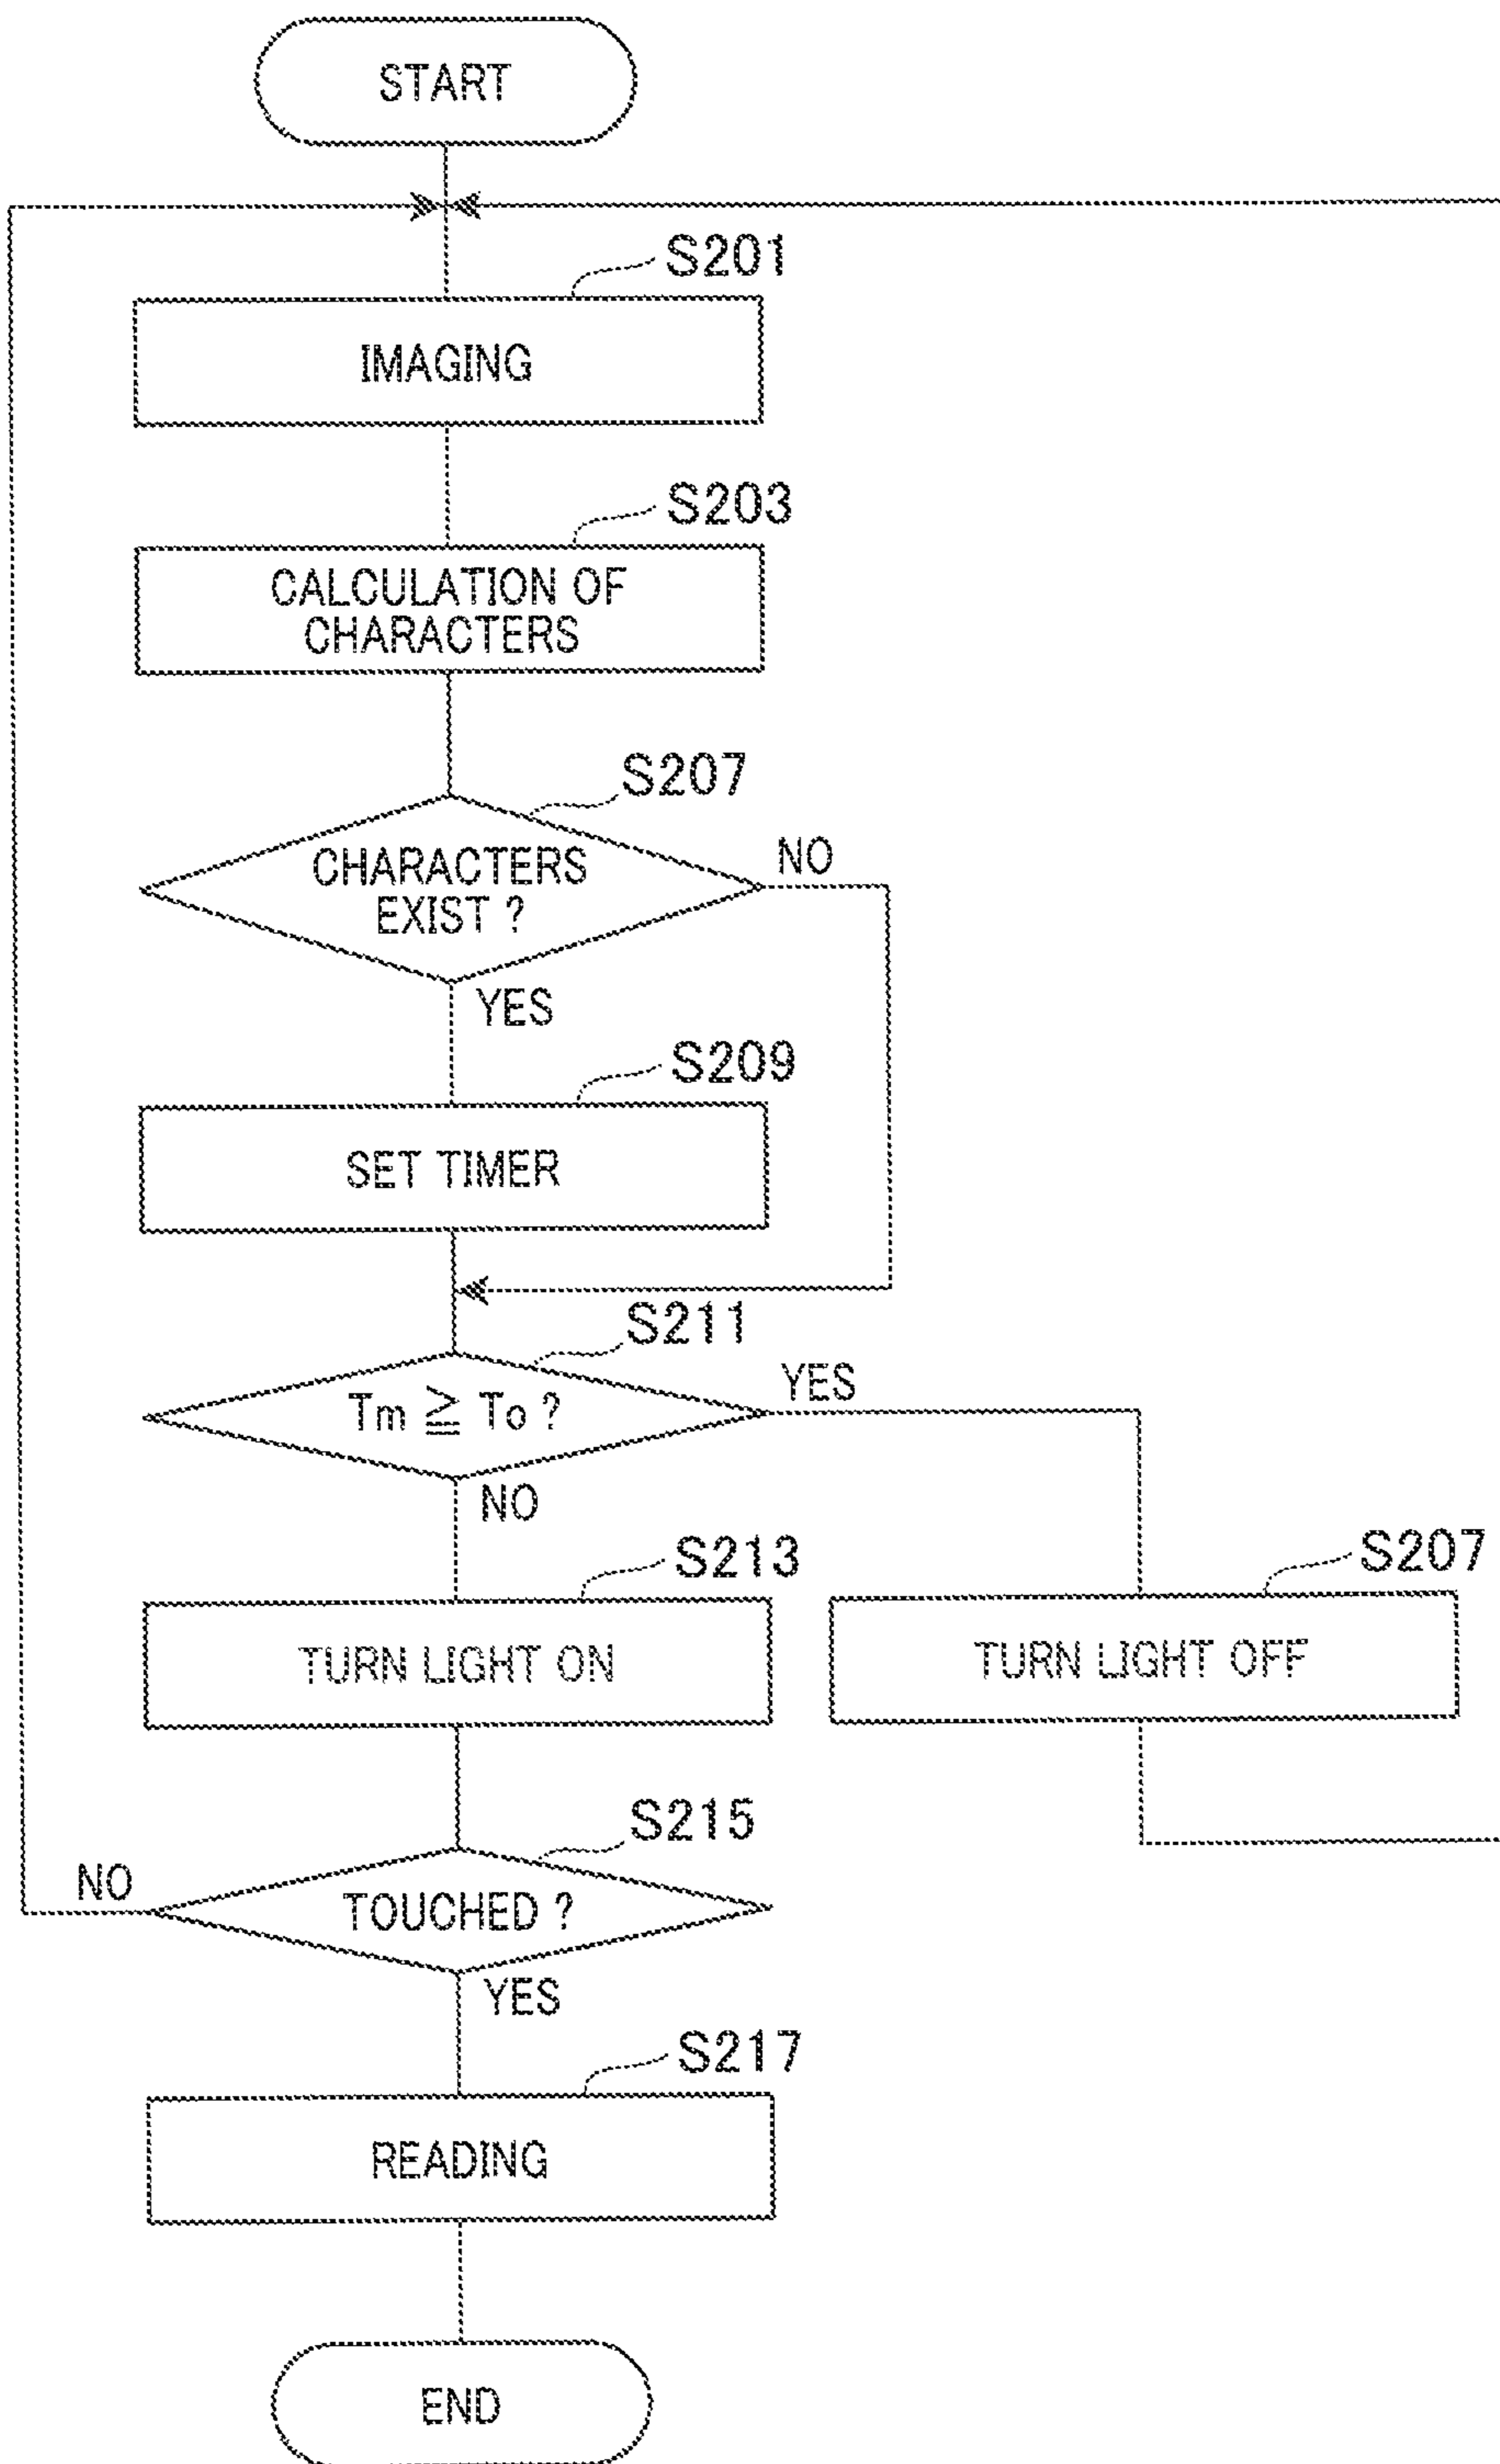 START
S201
IMAGING
S203
CALCULATION OF
CHARACTERS
S207
CHARACTERS
EXIST ?
NO
YES
S209
SET TIMER
S211
Tm ≧ To ?
YES
NO
S213
TURN LIGHT ON
S207
TURN LIGHT OFF
S215
TOUCHED ?
NO
YES
S217
READING
END